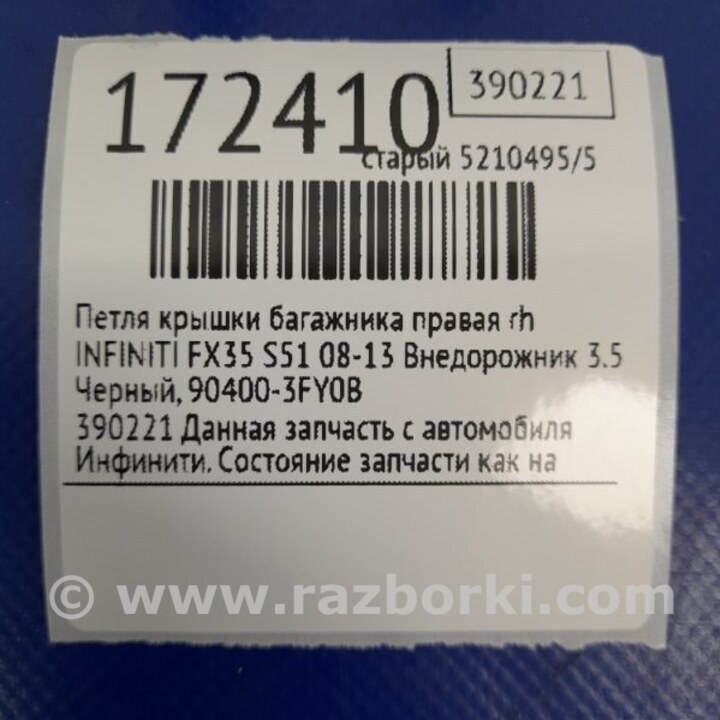 172410
390221
старый 5210495/5
Петля крышки багажника правая rh
INFINITI FX35 S51 08-13 Внедорожник 3.5
Черный, 90400-3FY0B
390221 Данная запчасть с автомобиля
Инфинити. Состояние запчасти как на
© www.razborki.com